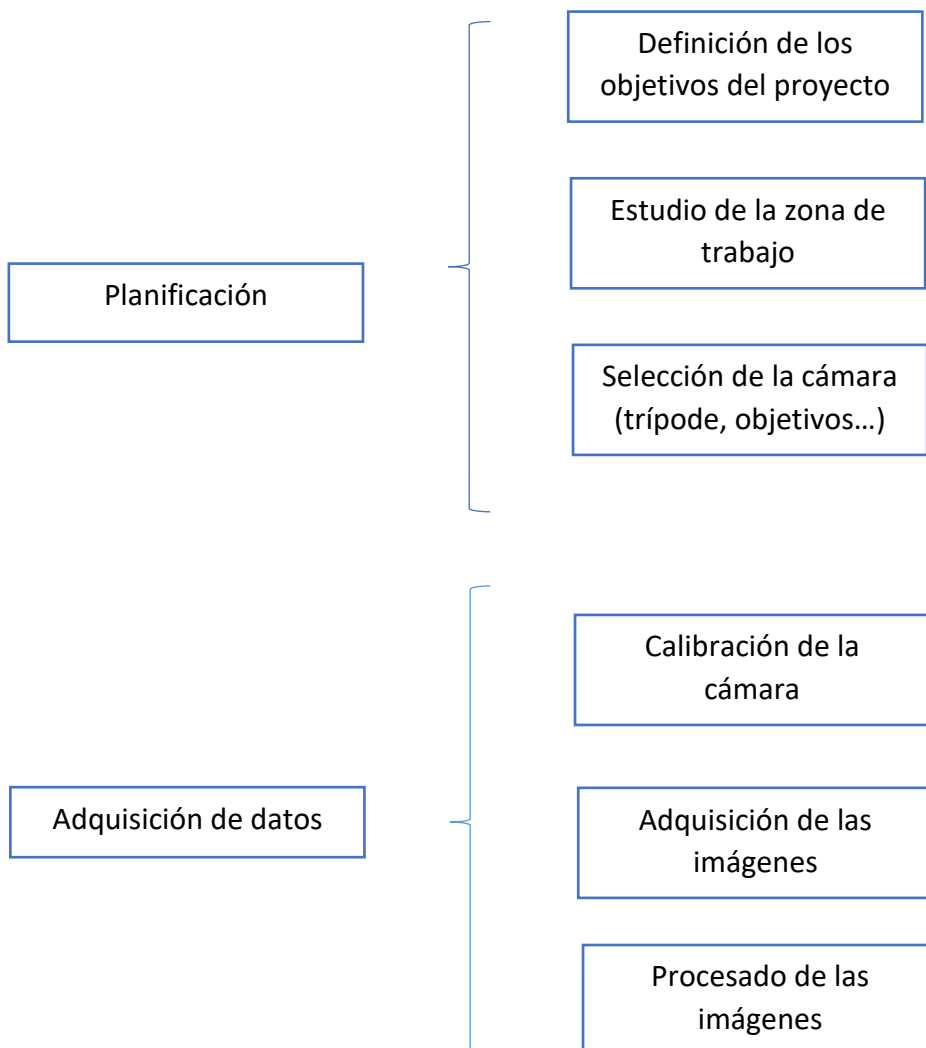 Planificación
Definición de los
objetivos del proyecto
Estudio de la zona de
trabajo
Selección de la cámara
(trípode, objetivos…)
Adquisición de datos
Calibración de la
cámara
Adquisición de las
imágenes
Procesado de las
imágenes